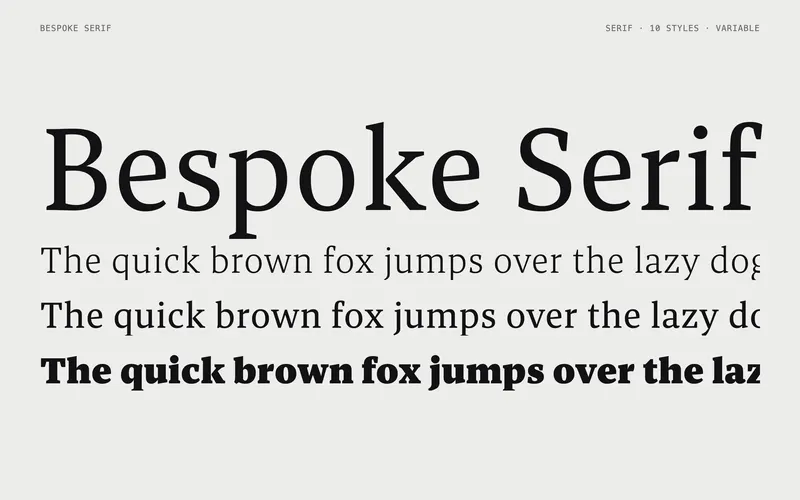 BESPOKE SERIF
SERIF · 10 STYLES · VARIABLE
Bespoke Serif
The quick brown fox jumps over the lazy dog
The quick brown fox jumps over the lazy do
The quick brown fox jumps over the laz